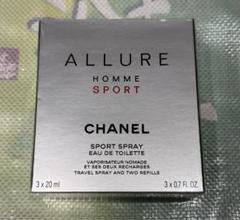 ALLURE
HOMME
SPORT
CHANEL
SPORT SPRAY
EAU DE TOILETTE
VAPORISATEUR NOMADE
ET SES DEUX RECHARGES
TRAVEL SPRAY AND TWO REFILLS
3 x 20 ml 3 x 0.7 FL. OZ.